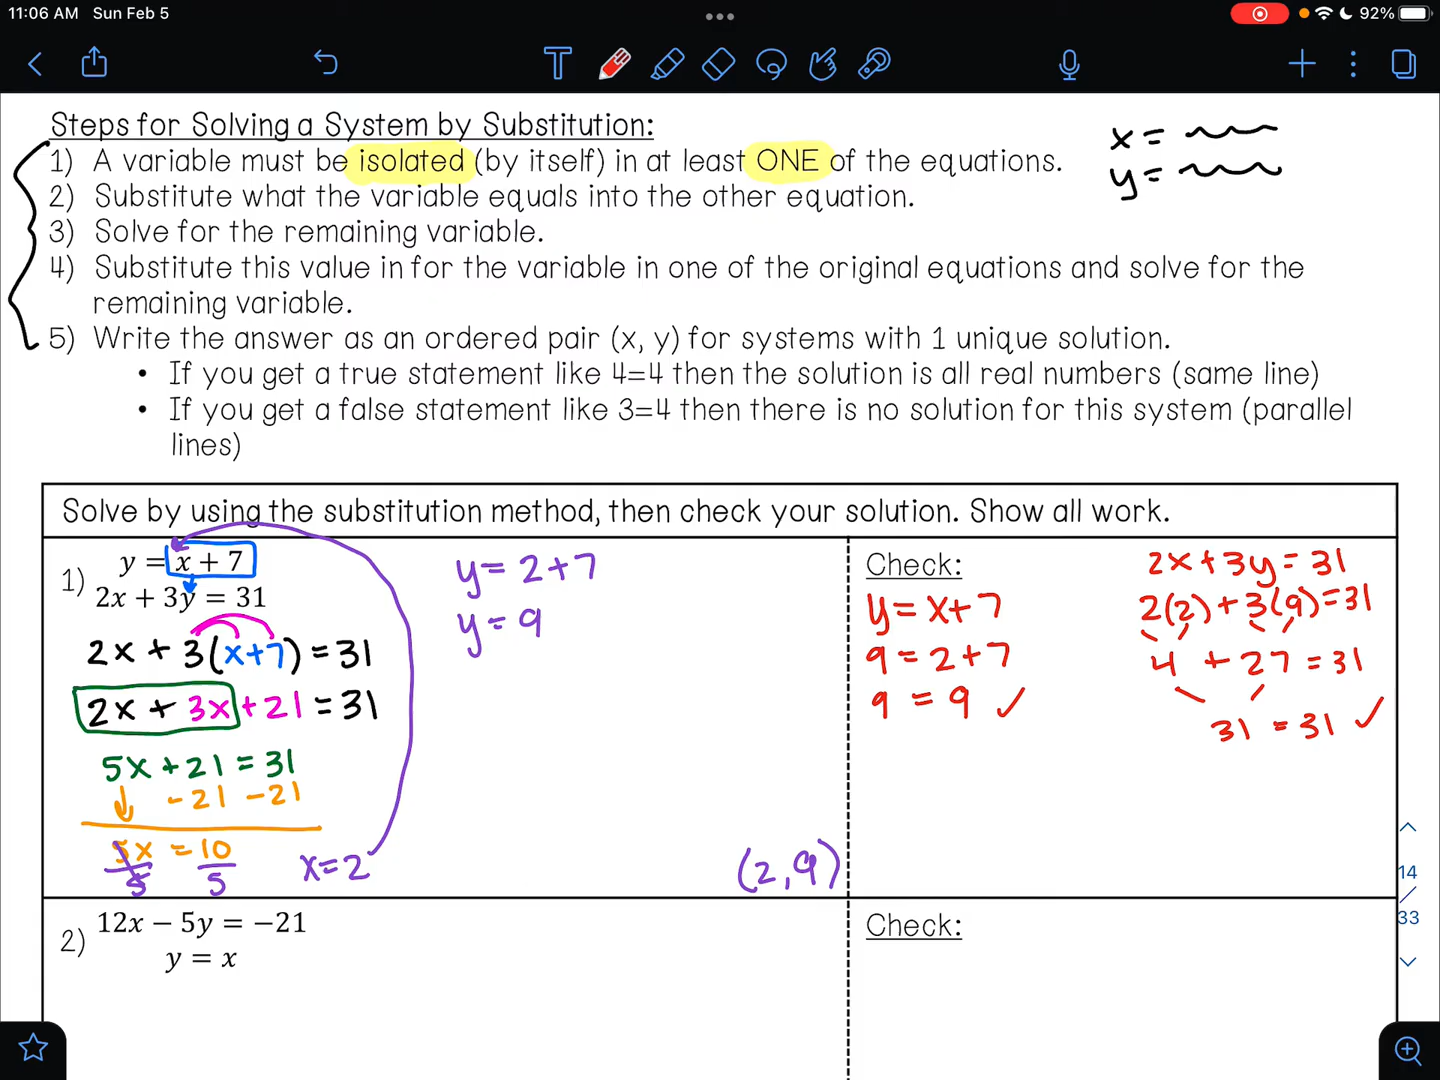 11:06 AM Sun Feb 5
92%
Steps for Solving a System by Substitution:
1) A variable must be isolated (by itself) in at least ONE of the equations.
x =
y =
2) Substitute what the variable equals into the other equation.
3) Solve for the remaining variable.
4) Substitute this value in for the variable in one of the original equations and solve for the
remaining variable.
5) Write the answer as an ordered pair (x, y) for systems with 1 unique solution.
• If you get a true statement like 4=4 then the solution is all real numbers (same line)
• If you get a false statement like 3=4 then there is no solution for this system (parallel
lines)
Solve by using the substitution method, then check your solution. Show all work.
1)
y = x + 7
2x + 3y = 31
2x + 3(x+7) = 31
2x + 3x + 21 = 31
5x + 21 = 31
-21 -21
5x = 10
5 5
x = 2
y = 2 + 7
y = 9
(2, 9)
Check:
y = x + 7
9 = 2 + 7
9 = 9 ✓
2x + 3y = 31
2(2) + 3(9) = 31
4 + 27 = 31
31 = 31 ✓
2)
12x − 5y = −21
y = x
Check:
14
/
33